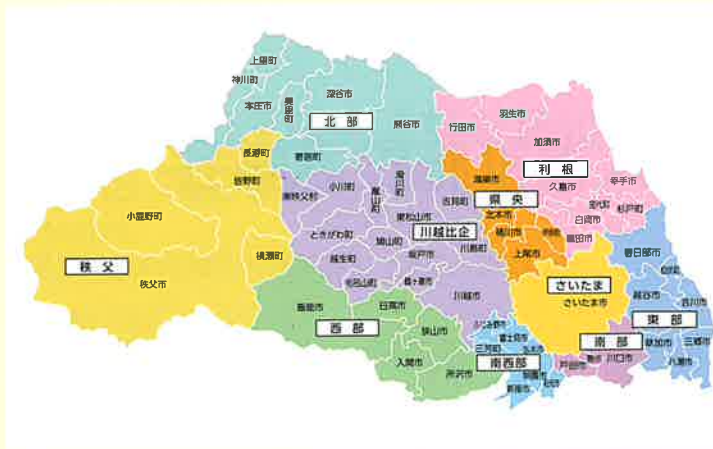 上里町
神川町
本庄市
美里町
深谷市
北部
熊谷市
寄居町
長瀞町
皆野町
小鹿野町
秩父
秩父市
横瀬町
行田市
羽生市
加須市
利根
久喜市
幸手市
宮代町
杉戸町
白岡市
蓮田市
鴻巣市
県央
北本市
桶川市
伊奈町
上尾市
東秩父村
小川町
嵐山町
滑川町
吉見町
東松山市
川越比企
ときがわ町
鳩山町
坂戸市
川島町
越生町
毛呂山町
鶴ヶ島市
川越市
さいたま
さいたま市
春日部市
松伏町
越谷市
吉川市
東部
草加市
三郷市
八潮市
飯能市
日高市
西部
狭山市
入間市
所沢市
ふじみ野市
富士見市
三芳町
志木市
南西部
朝霞市
新座市
和光市
南部
戸田市
蕨市
川口市